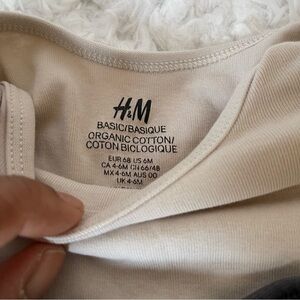 H&M
BASIC/BASIQUE
ORGANIC COTTON/
COTON BICLOGIQUE
EUR 68 US 6M
CA 4-6M CN 66/48
MX 4-6M AUS 00
UK 4-6M